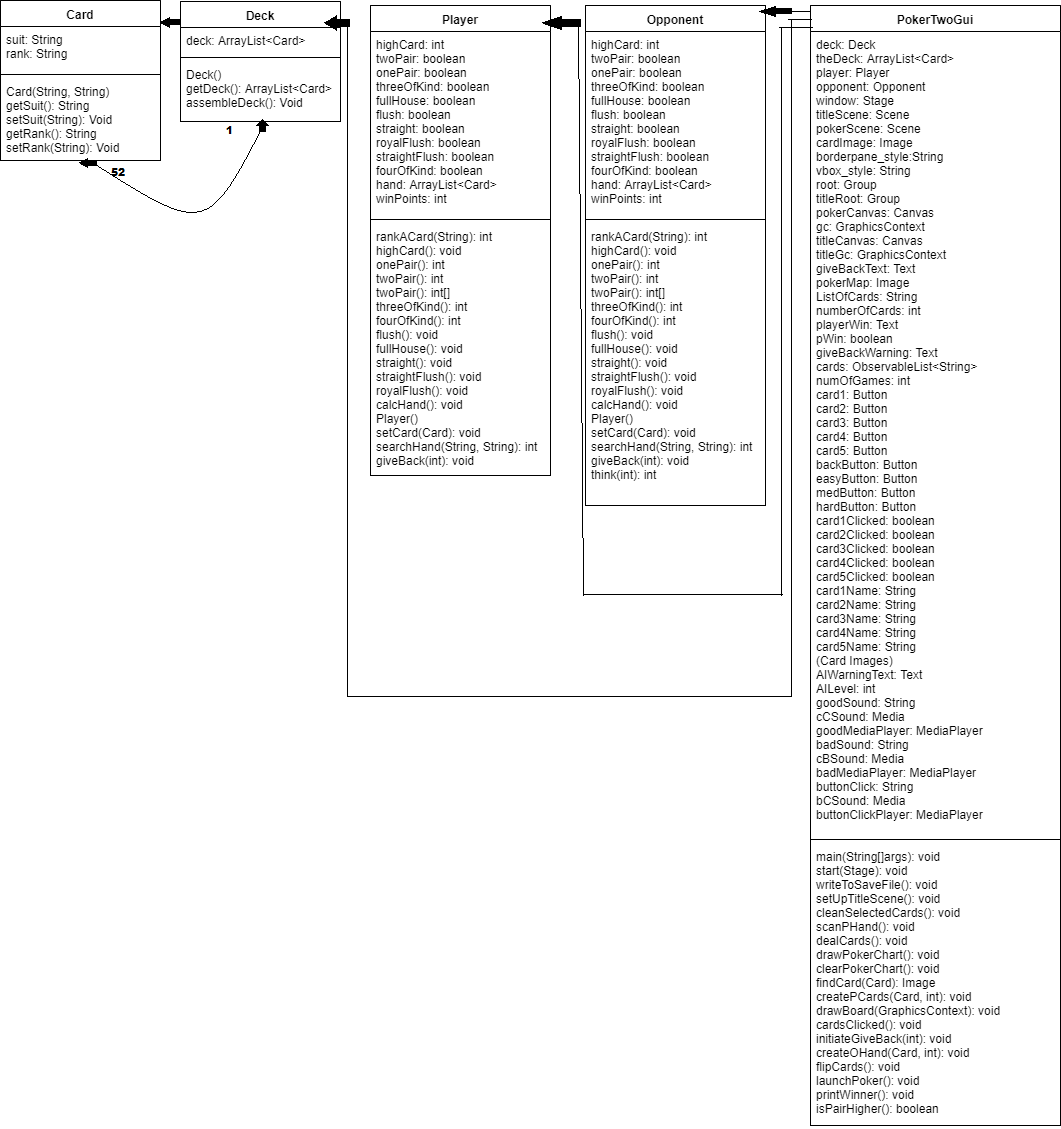 Card
suit: String
rank: String
Card(String, String)
getSuit(): String
setSuit(String): Void
getRank(): String
setRank(String): Void
52
Deck
deck: ArrayList<Card>
Deck()
getDeck(): ArrayList<Card>
assembleDeck(): Void
1
Player
highCard: int
twoPair: boolean
onePair: boolean
threeOfKind: boolean
fullHouse: boolean
flush: boolean
straight: boolean
royalFlush: boolean
straightFlush: boolean
fourOfKind: boolean
hand: ArrayList<Card>
winPoints: int
rankACard(String): int
highCard(): void
onePair(): int
twoPair(): int
twoPair(): int[]
threeOfKind(): int
fourOfKind(): int
flush(): void
fullHouse(): void
straight(): void
straightFlush(): void
royalFlush(): void
calcHand(): void
Player()
setCard(Card): void
searchHand(String, String): int
giveBack(int): void
Opponent
highCard: int
twoPair: boolean
onePair: boolean
threeOfKind: boolean
fullHouse: boolean
flush: boolean
straight: boolean
royalFlush: boolean
straightFlush: boolean
fourOfKind: boolean
hand: ArrayList<Card>
winPoints: int
rankACard(String): int
highCard(): void
onePair(): int
twoPair(): int
twoPair(): int[]
threeOfKind(): int
fourOfKind(): int
flush(): void
fullHouse(): void
straight(): void
straightFlush(): void
royalFlush(): void
calcHand(): void
Player()
setCard(Card): void
searchHand(String, String): int
giveBack(int): void
think(int): int
PokerTwoGui
deck: Deck
theDeck: ArrayList<Card>
player: Player
opponent: Opponent
window: Stage
titleScene: Scene
pokerScene: Scene
cardImage: Image
borderpane_style:String
vbox_style: String
root: Group
titleRoot: Group
pokerCanvas: Canvas
gc: GraphicsContext
titleCanvas: Canvas
titleGc: GraphicsContext
giveBackText: Text
pokerMap: Image
ListOfCards: String
numberOfCards: int
playerWin: Text
pWin: boolean
giveBackWarning: Text
cards: ObservableList<String>
numOfGames: int
card1: Button
card2: Button
card3: Button
card4: Button
card5: Button
backButton: Button
easyButton: Button
medButton: Button
hardButton: Button
card1Clicked: boolean
card2Clicked: boolean
card3Clicked: boolean
card4Clicked: boolean
card5Clicked: boolean
card1Name: String
card2Name: String
card3Name: String
card4Name: String
card5Name: String
(Card Images)
AIWarningText: Text
AILevel: int
goodSound: String
cCSound: Media
goodMediaPlayer: MediaPlayer
badSound: String
cBSound: Media
badMediaPlayer: MediaPlayer
buttonClick: String
bCSound: Media
buttonClickPlayer: MediaPlayer
main(String[]args): void
start(Stage): void
writeToSaveFile(): void
setUpTitleScene(): void
cleanSelectedCards(): void
scanPHand(): void
dealCards(): void
drawPokerChart(): void
clearPokerChart(): void
findCard(Card): Image
createPCards(Card, int): void
drawBoard(GraphicsContext): void
cardsClicked(): void
initiateGiveBack(int): void
createOHand(Card, int): void
flipCards(): void
launchPoker(): void
printWinner(): void
isPairHigher(): boolean